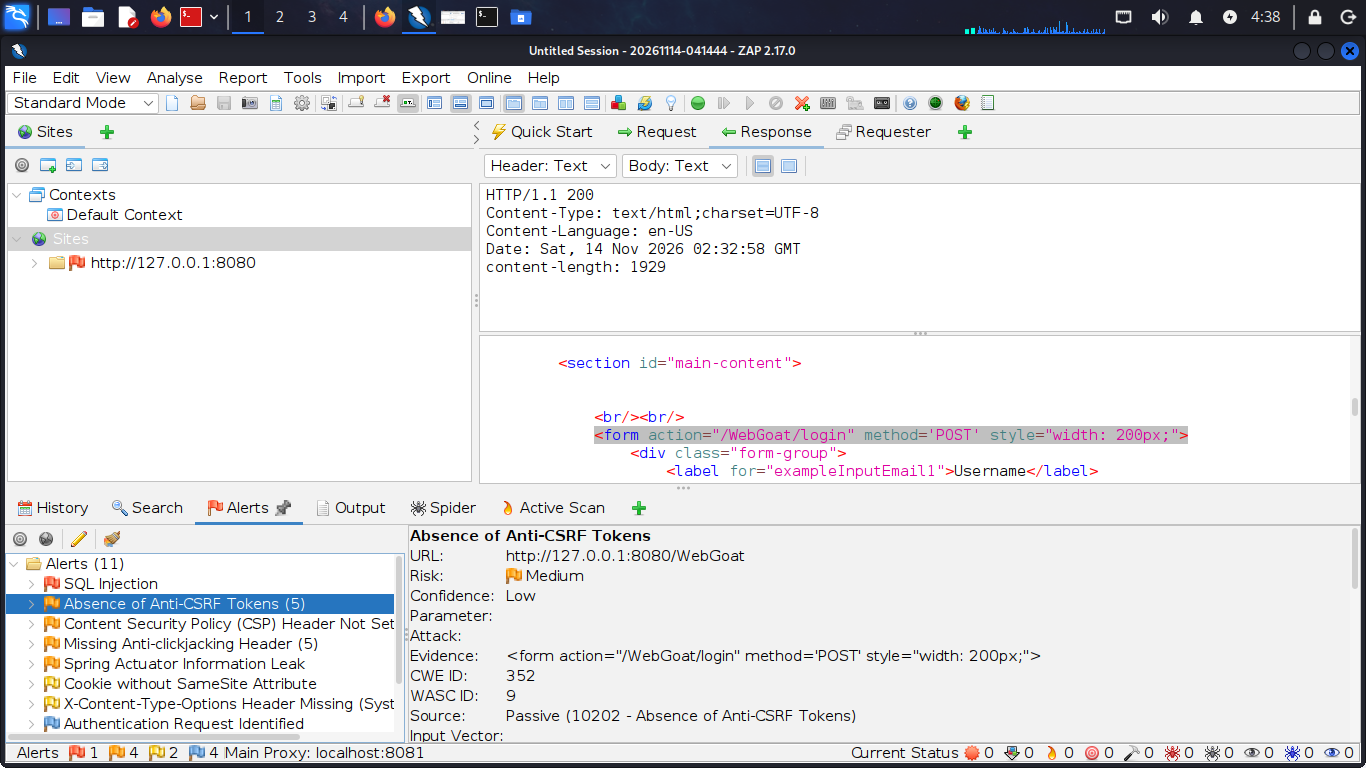 1 2 3 4 4:38
Untitled Session - 20261114-041444 - ZAP 2.17.0
File Edit View Analyse Report Tools Import Export Online Help
Standard Mode
Sites
Quick Start Request Response Requester
Header: Text Body: Text
Contexts
Default Context
Sites
http://127.0.0.1:8080
HTTP/1.1 200
Content-Type: text/html;charset=UTF-8
Content-Language: en-US
Date: Sat, 14 Nov 2026 02:32:58 GMT
content-length: 1929
<section id="main-content">
<br/><br/>
<form action="/WebGoat/login" method='POST' style="width: 200px;">
<div class="form-group">
<label for="exampleInputEmail1">Username</label>
History Search Alerts Output Spider Active Scan
Alerts (11)
SQL Injection
Absence of Anti-CSRF Tokens (5)
Content Security Policy (CSP) Header Not Set
Missing Anti-clickjacking Header (5)
Spring Actuator Information Leak
Cookie without SameSite Attribute
X-Content-Type-Options Header Missing (Syst
Authentication Request Identified
Absence of Anti-CSRF Tokens
URL: http://127.0.0.1:8080/WebGoat
Risk: Medium
Confidence: Low
Parameter:
Attack:
Evidence: <form action="/WebGoat/login" method='POST' style="width: 200px;">
CWE ID: 352
WASC ID: 9
Source: Passive (10202 - Absence of Anti-CSRF Tokens)
Input Vector:
Alerts 1 4 2 4 Main Proxy: localhost:8081 Current Status 0 0 0 0 0 0 0 0 0 0